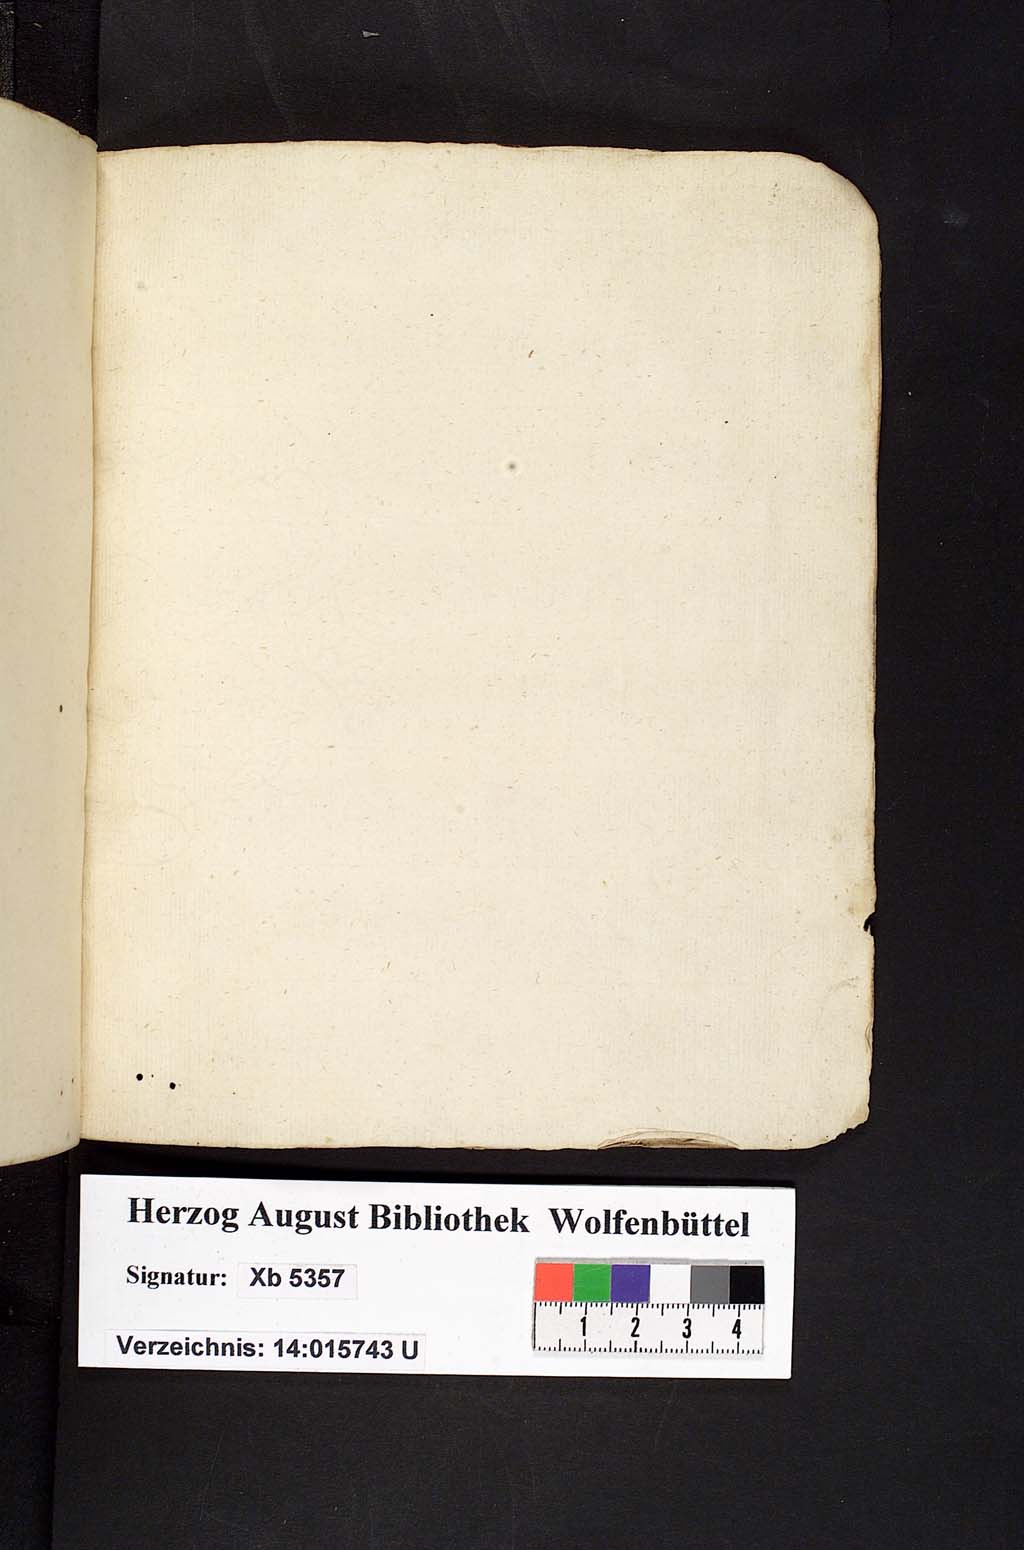 Herzog August Bibliothek Wolfenbüttel
Signatur: Xb 5357
Verzeichnis: 14:015743 U
1 2 3 4